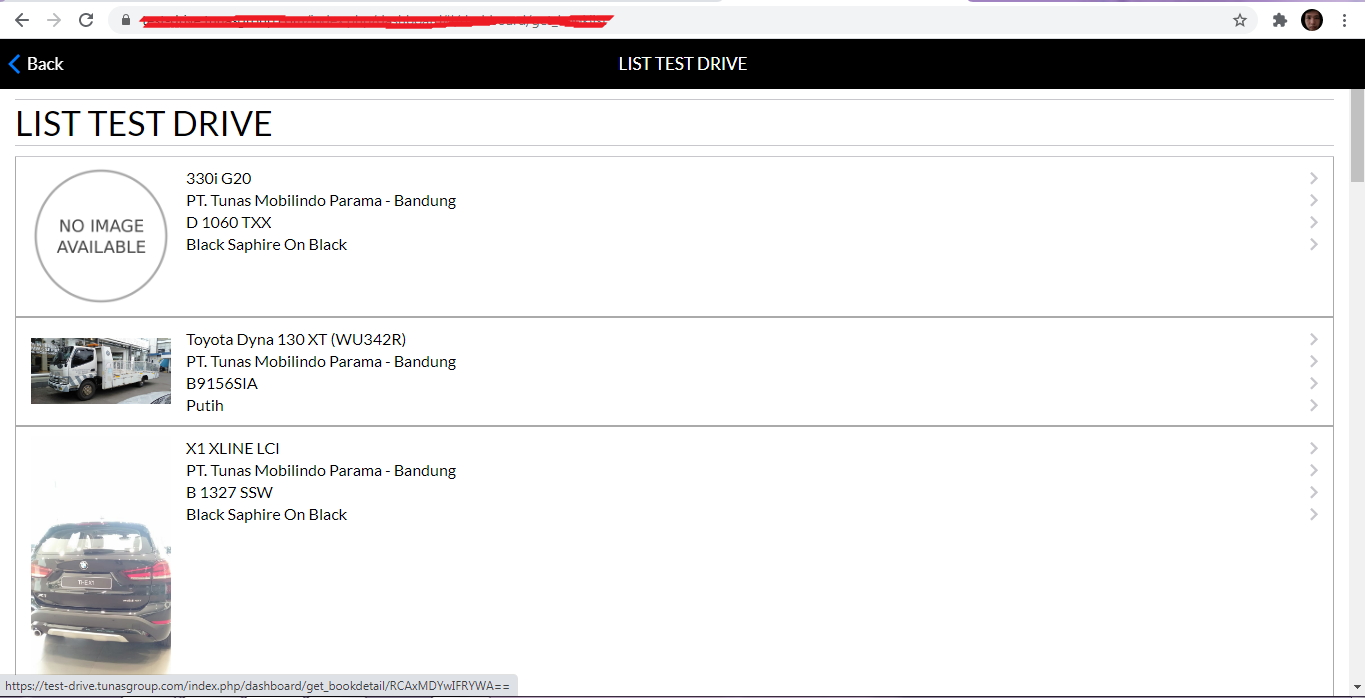 Back
LIST TEST DRIVE
LIST TEST DRIVE
NO IMAGE
AVAILABLE
330i G20
PT. Tunas Mobilindo Parama - Bandung
D 1060 TXX
Black Saphire On Black
Toyota Dyna 130 XT (WU342R)
PT. Tunas Mobilindo Parama - Bandung
B9156SIA
Putih
X1 XLINE LCI
PT. Tunas Mobilindo Parama - Bandung
B 1327 SSW
Black Saphire On Black
THE X1
https://test-drive.tunasgroup.com/index.php/dashboard/get_bookdetail/RCAxMDYwIFRYWA==